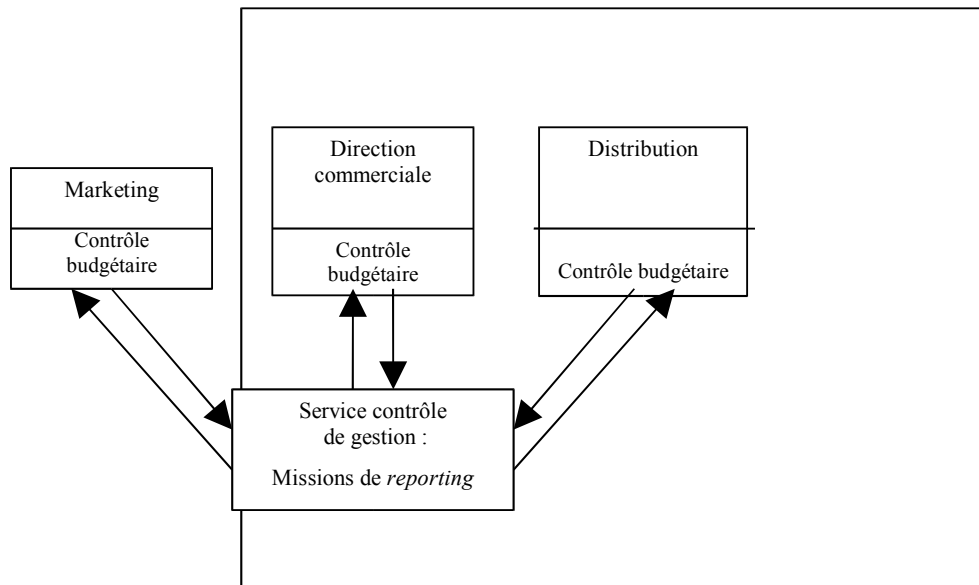 Marketing
Contrôle
budgétaire
Direction
commerciale
Contrôle
budgétaire
Distribution
Contrôle budgétaire
Service contrôle
de gestion :
Missions de reporting